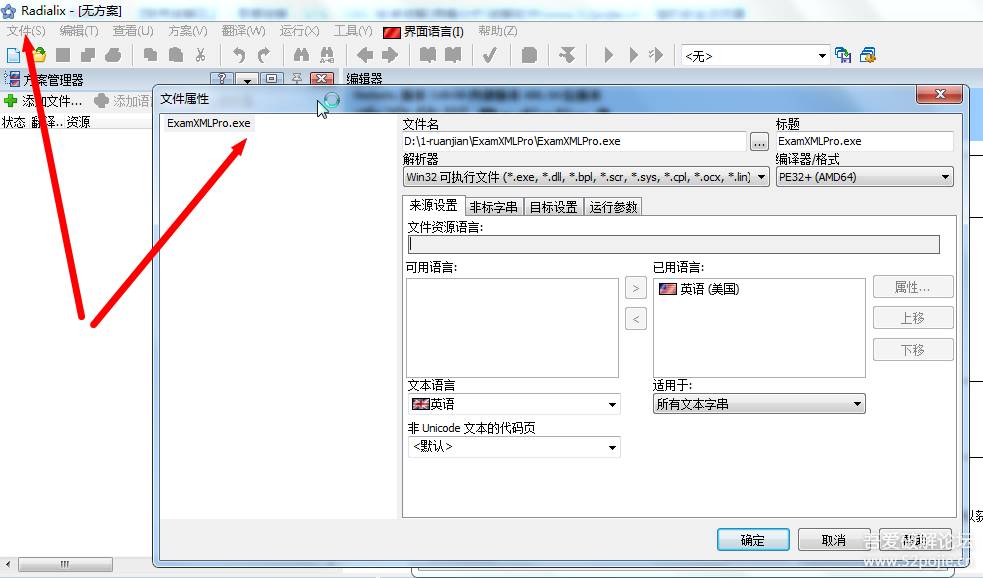 Radialix - [无方案]
文件(S) 编辑(T) 查看(U) 方案(V) 翻译(W) 运行(X) 工具(Y) 界面语言(I) 帮助(Z)
<无>
方案管理器
编辑器
添加文件... 添加语
状态 翻译.. 资源
文件属性
ExamXMLPro.exe
文件名
标题
D:\1-ruanjian\ExamXMLPro\ExamXMLPro.exe
...
ExamXMLPro.exe
解析器
编译器/格式
Win32 可执行文件 (*.exe, *.dll, *.bpl, *.scr, *.sys, *.cpl, *.ocx, *.lin)
PE32+ (AMD64)
来源设置 非标字串 目标设置 运行参数
文件资源语言:
可用语言:
已用语言:
>
<
英语 (美国)
属性...
上移
下移
文本语言
适用于:
英语
所有文本字串
非 Unicode 文本的代码页
<默认>
确定 取消
吾爱破解论坛
www.52pojie.cn